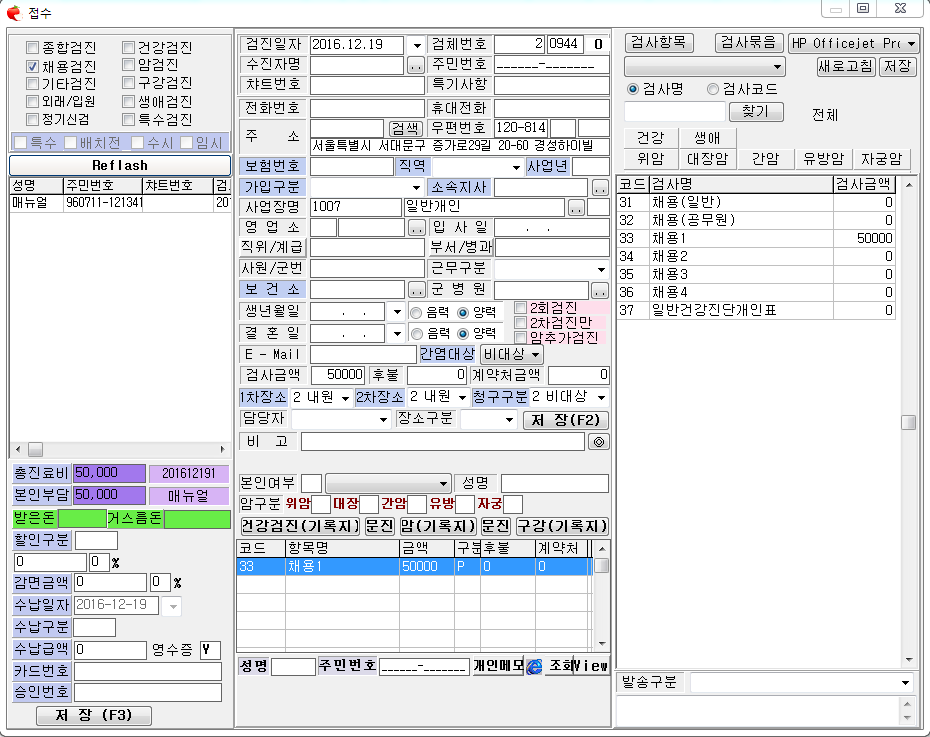 접수
종합검진 건강검진
채용검진 암검진
기타검진 구강검진
외래/입원 생애검진
정기신검 특수검진
특수 배치전 수시 임시
Reflash
성명 주민번호 챠트번호 검
매뉴얼 960711-121341 20
총진료비 50,000 201612191
본인부담 50,000 매뉴얼
받은돈 거스름돈
할인구분
0 0 %
감면금액 0 0 %
수납일자 2016-12-19
수납구분
수납금액 0 영수증 Y
카드번호
승인번호
저 장 (F3)
검진일자 2016.12.19 검체번호 2 0944 0
수진자명 .. 주민번호 ______-_______
차트번호 특기사항
전화번호 휴대전화
주 소 검색 우편번호 120-814
서울특별시 서대문구 증가로29길 20-60 경성하이빌
보험번호 직역 사업년
가입구분 소속지사 ..
사업장명 1007 일반개인 ..
영 업 소 .. 입 사 일 . .
직위/계급 부서/병과
사원/군번 근무구분
보 건 소 .. 군 병 원 ..
생년월일 . . 음력 양력 2회검진
2차검진만
결 혼 일 . . 음력 양력 암추가검진
E - Mail 간염대상 비대상
검사금액 50000 후불 0 계약처금액 0
1차장소 2 내원 2차장소 2 내원 청구구분 2 비대상
담당자 장소구분 저 장(F2)
비 고 ◎
본인여부 성명
암구분 위암 대장 간암 유방 자궁
건강검진(기록지) 문진 암(기록지) 문진 구강(기록지)
코드 항목명 금액 구분 후불 계약처
33 채용1 50000 P 0 0
성명 주민번호 ______-_______ 개인메모 조회View
검사항목 검사묶음 HP Officejet Pr
새로고침 저장
검사명 검사코드
찾기 전체
건강 생애
위암 대장암 간암 유방암 자궁암
코드 검사명 검사금액
31 채용(일반) 0
32 채용(공무원) 0
33 채용1 50000
34 채용2 0
35 채용3 0
36 채용4 0
37 일반건강진단개인표 0
발송구분